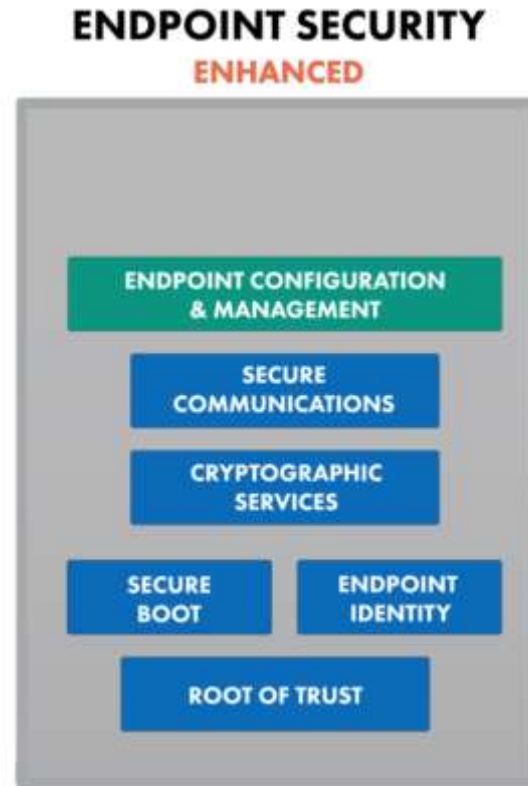 ENDPOINT SECURITY
ENHANCED
ENDPOINT CONFIGURATION
& MANAGEMENT
SECURE
COMMUNICATIONS
CRYPTOGRAPHIC
SERVICES
SECURE
BOOT
ENDPOINT
IDENTITY
ROOT OF TRUST